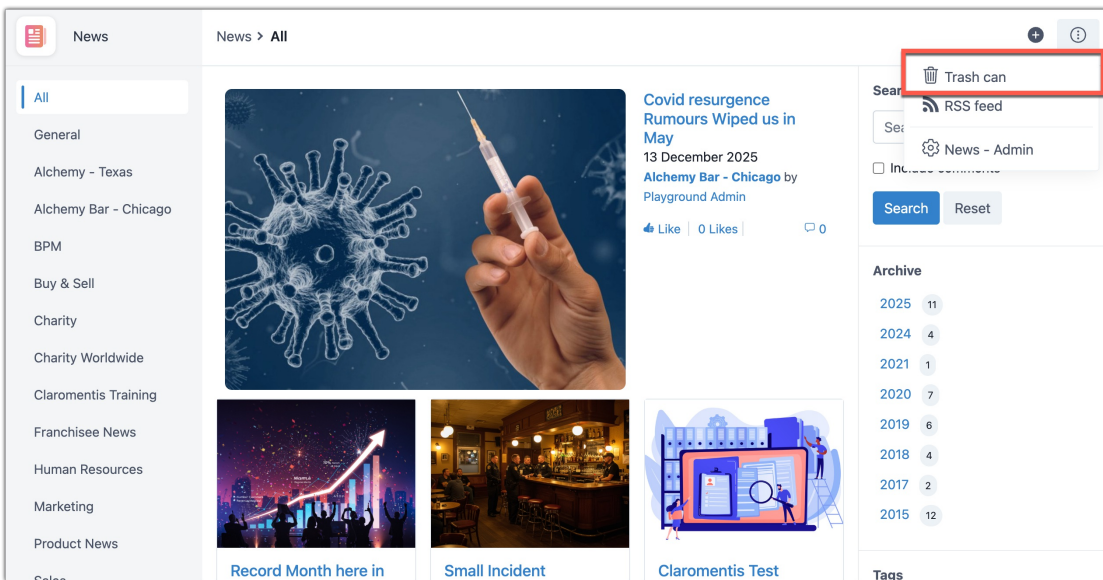 News
News > All
Trash can
RSS feed
News - Admin
All
General
Alchemy - Texas
Alchemy Bar - Chicago
BPM
Buy & Sell
Charity
Charity Worldwide
Claromentis Training
Franchisee News
Human Resources
Marketing
Product News
Covid resurgence
Rumours Wiped us in
May
13 December 2025
Alchemy Bar - Chicago by
Playground Admin
Like
0 Likes
0
Search
Reset
Archive
2025 11
2024 4
2021 1
2020 7
2019 6
2018 4
2017 2
2015 12
Tags
Record Month here in
Small Incident
Claromentis Test